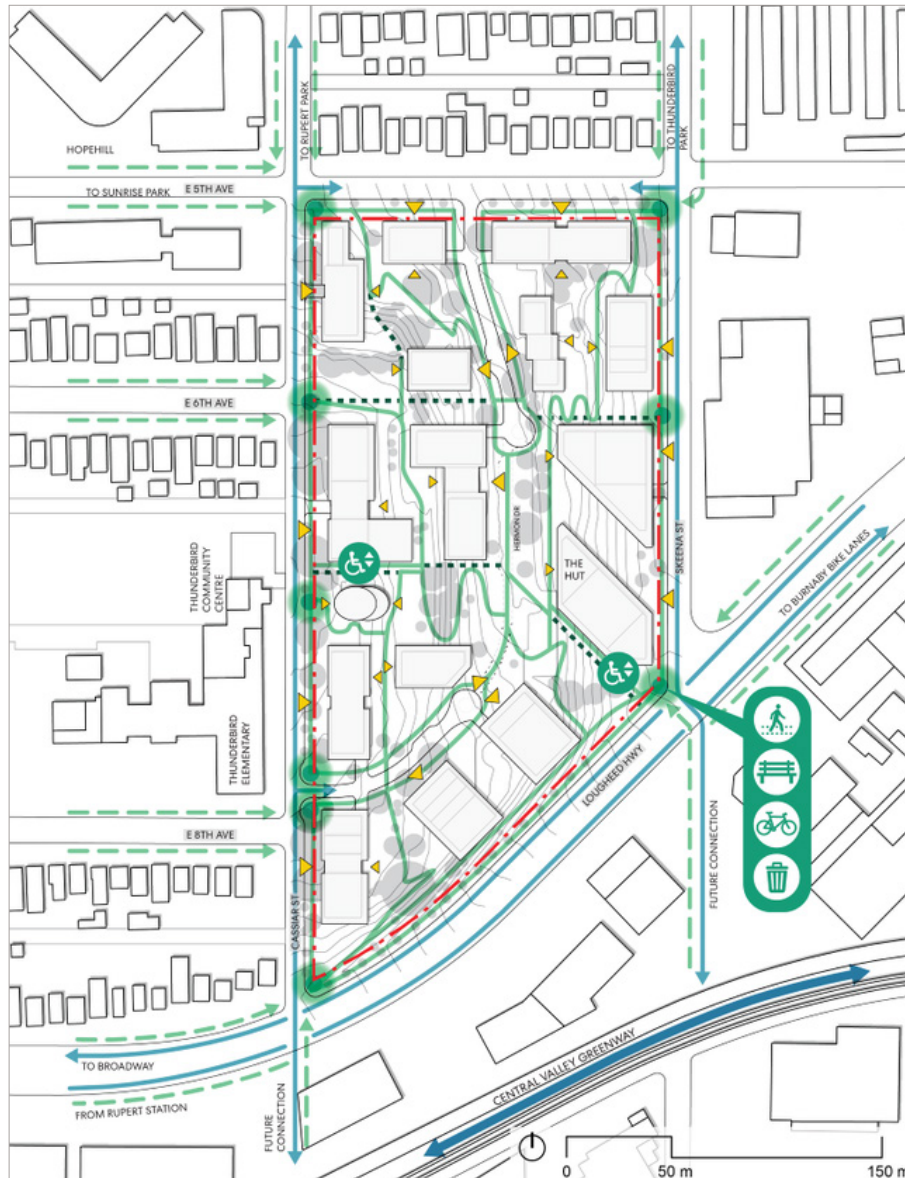 TO RUPERT PARK
TO THUNDERBIRD
PARK
HOPEHILL
TO SUNRISE PARK
E 5TH AVE
E 6TH AVE
HERMON DR
THE
HUT
SKEENA ST
THUNDERBIRD
COMMUNITY
CENTRE
TO BURNABY BIKE LANES
THUNDERBIRD
ELEMENTARY
LOUGHEED HWY
E 8TH AVE
CASSIAR ST
FUTURE CONNECTION
TO BROADWAY
FROM RUPERT STATION
FUTURE
CONNECTION
CENTRAL VALLEY GREENWAY
0 50 m 150 m